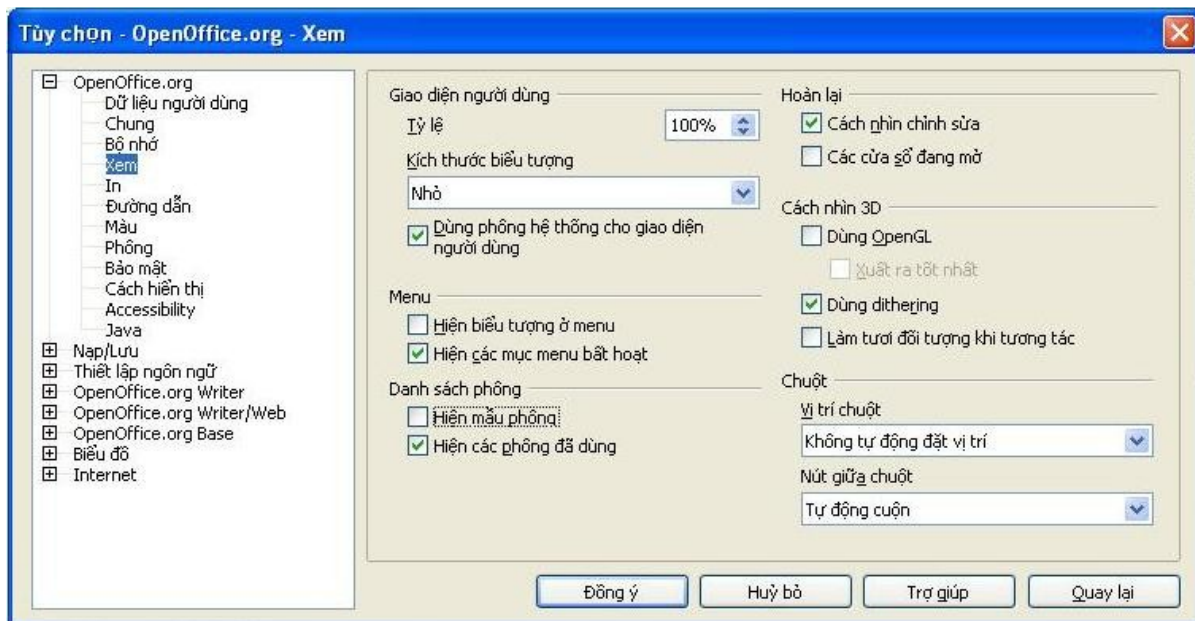 Tùy chọn - OpenOffice.org - Xem
OpenOffice.org
Dữ liệu người dùng
Chung
Bộ nhớ
Xem
In
Đường dẫn
Màu
Phông
Bảo mật
Cách hiển thị
Accessibility
Java
Nạp/Lưu
Thiết lập ngôn ngữ
OpenOffice.org Writer
OpenOffice.org Writer/Web
OpenOffice.org Base
Biểu đồ
Internet
Giao diện người dùng
Tỷ lệ
100%
Kích thước biểu tượng
Nhỏ
Dùng phông hệ thống cho giao diện
người dùng
Menu
Hiện biểu tượng ở menu
Hiện các mục menu bất hoạt
Danh sách phông
Hiện mẫu phông
Hiện các phông đã dùng
Hoàn lại
Cách nhìn chỉnh sửa
Các cửa sổ đang mở
Cách nhìn 3D
Dùng OpenGL
Xuất ra tốt nhất
Dùng dithering
Làm tươi đối tượng khi tương tác
Chuột
Vị trí chuột
Không tự động đặt vị trí
Nút giữa chuột
Tự động cuộn
Đồng ý
Huỷ bỏ
Trợ giúp
Quay lại